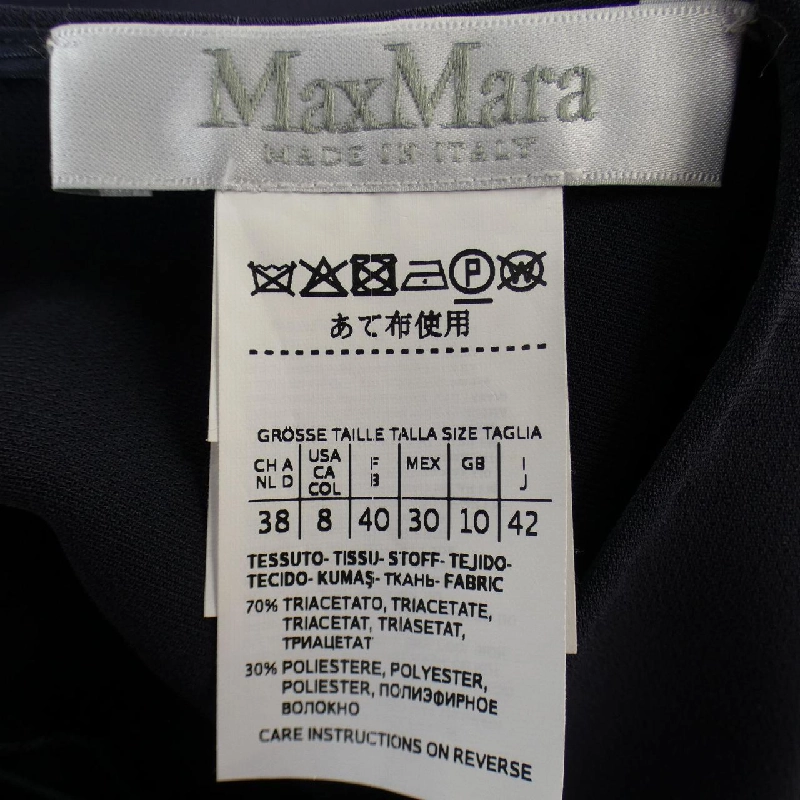 MaxMara
MADE IN ITALY
P W
あて布使用
GRÖSSE TAILLE TALLA SIZE TAGLIA
CH A NL D USA CA COL F B MEX GB I J
38 8 40 30 10 42
TESSUTO- TISSU- STOFF- TEJIDO-
TECIDO- KUMAŞ- ТКАНЬ- FABRIC
70% TRIACETATO, TRIACETATE,
TRIACETAT, TRIASETAT,
ТРИАЦЕТАТ
30% POLIESTERE, POLYESTER,
POLIESTER, ПОЛИЭФИРНОЕ
ВОЛОКНО
CARE INSTRUCTIONS ON REVERSE